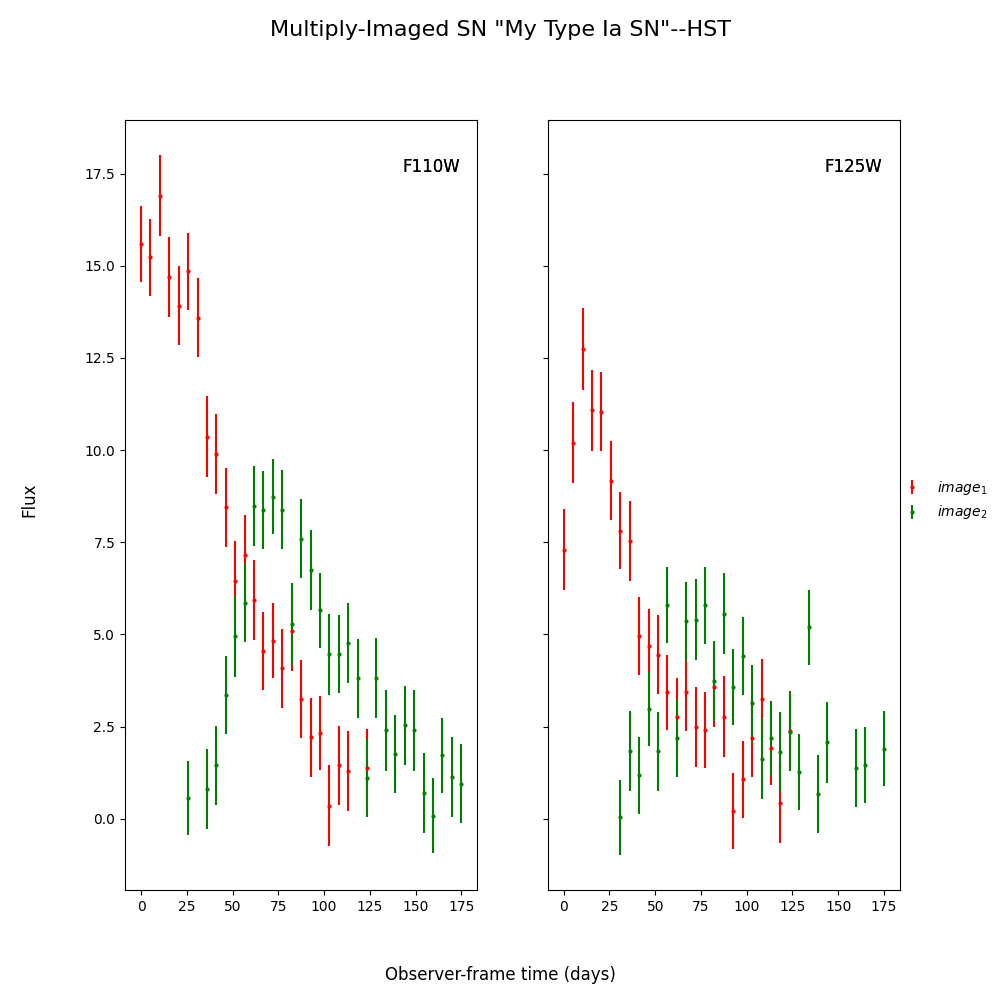 Multiply-Imaged SN "My Type Ia SN"--HST
F110W
F125W
17.5
15.0
12.5
10.0
7.5
5.0
2.5
0.0
Flux
image1
image2
0 25 50 75 100 125 150 175
0 25 50 75 100 125 150 175
Observer-frame time (days)